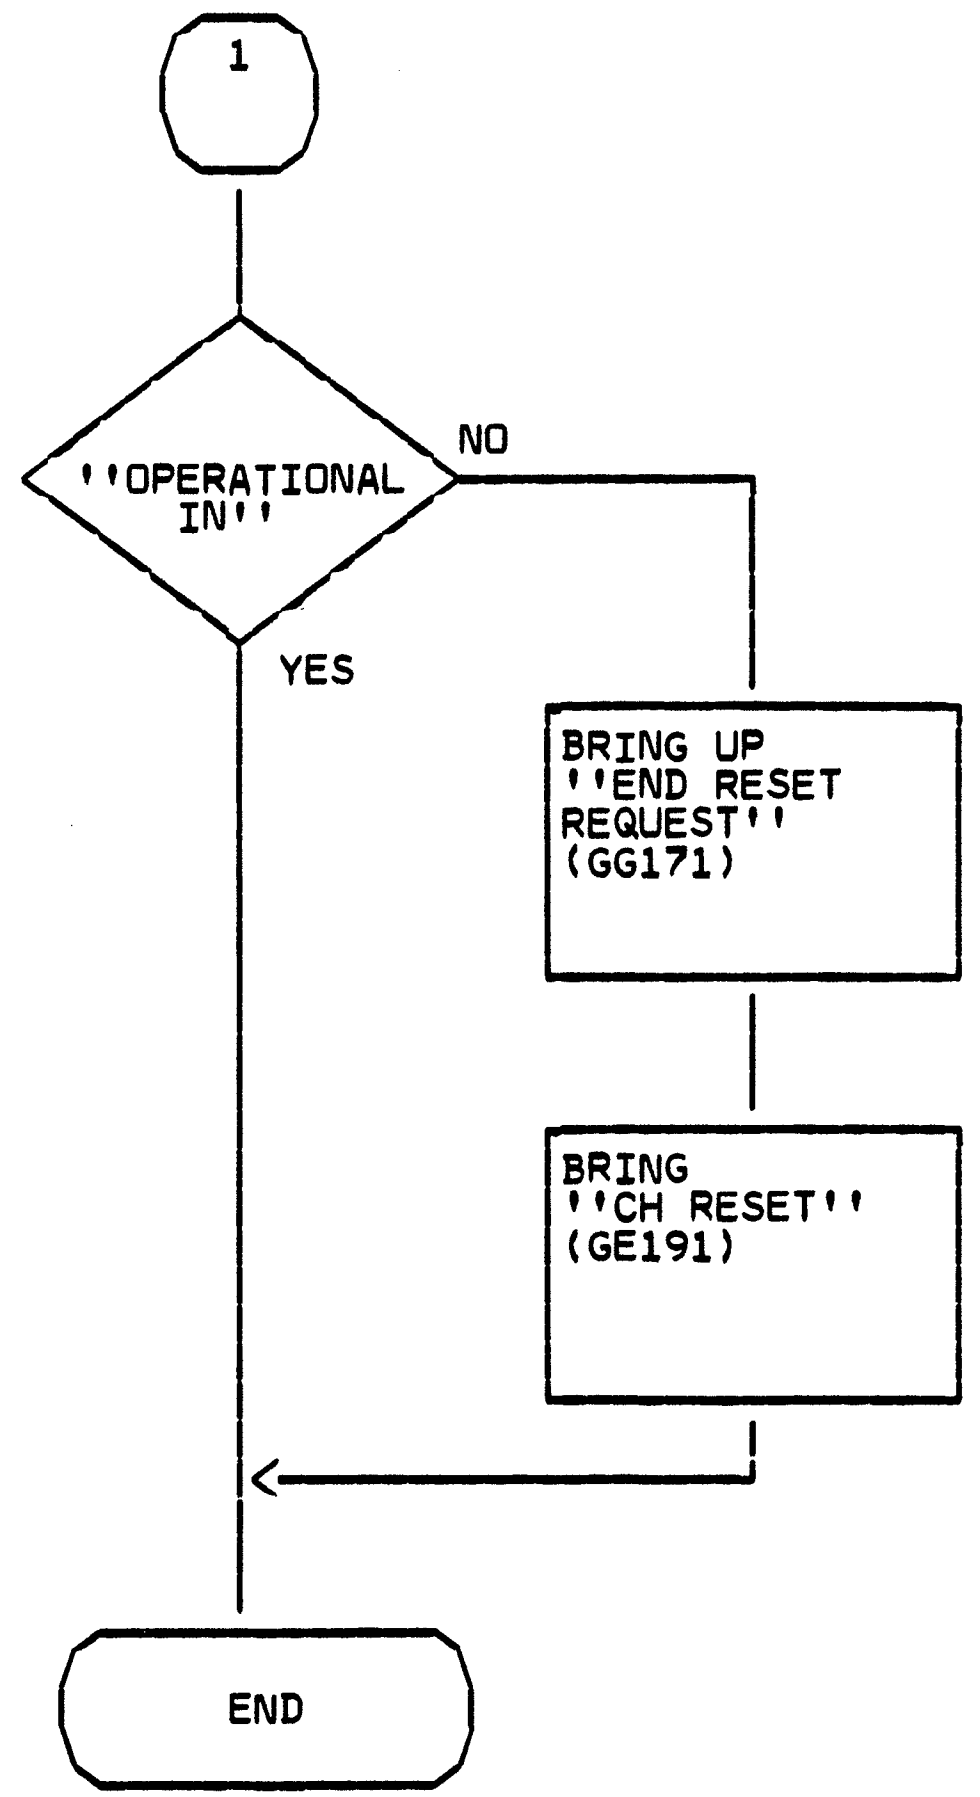 1
NO
''OPERATIONAL
IN''
YES
BRING UP
''END RESET
REQUEST''
(GG171)
BRING
''CH RESET''
(GE191)
END